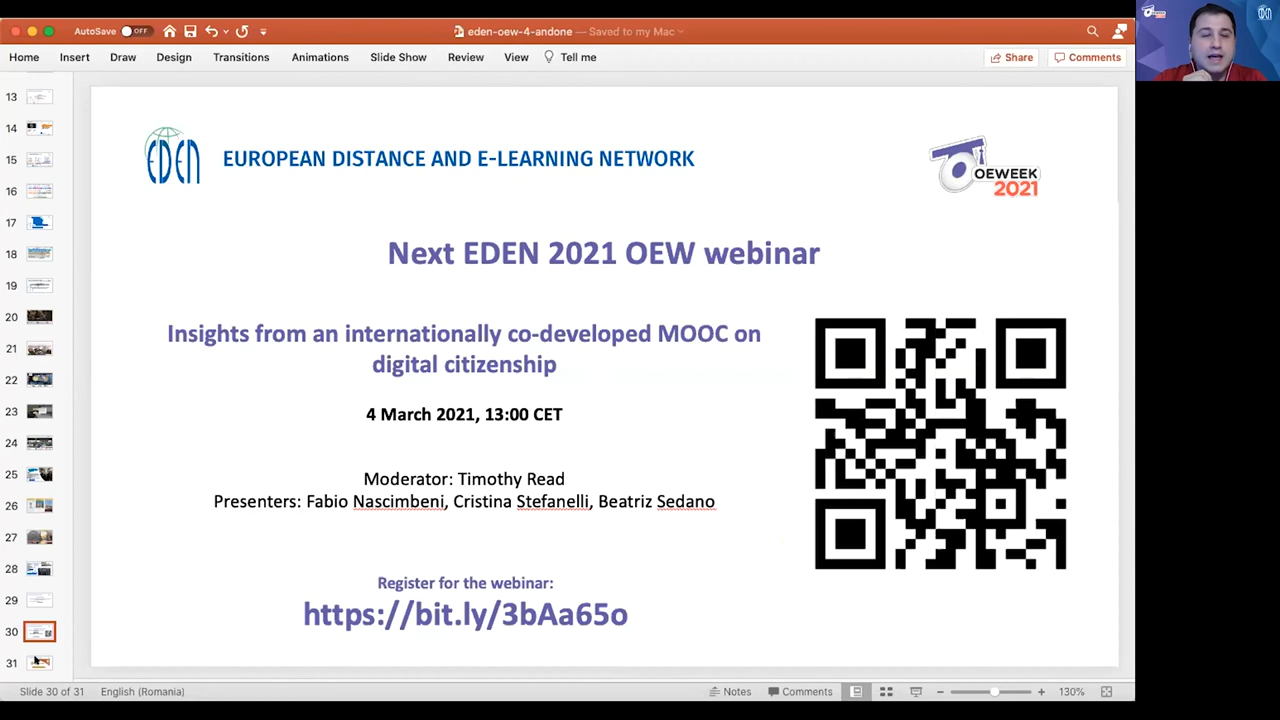 AutoSave OFF
eden-oew-4-andone — Saved to my Mac
Home Insert Draw Design Transitions Animations Slide Show Review View Tell me Share Comments
13
14
15
16
17
18
19
20
21
22
23
24
25
26
27
28
29
30
31
EDEN EUROPEAN DISTANCE AND E-LEARNING NETWORK
OEWEEK
2021
Next EDEN 2021 OEW webinar
Insights from an internationally co-developed MOOC on
digital citizenship
4 March 2021, 13:00 CET
Moderator: Timothy Read
Presenters: Fabio Nascimbeni, Cristina Stefanelli, Beatriz Sedano
Register for the webinar:
https://bit.ly/3bAa65o
Slide 30 of 31 English (Romania) Notes Comments 130%